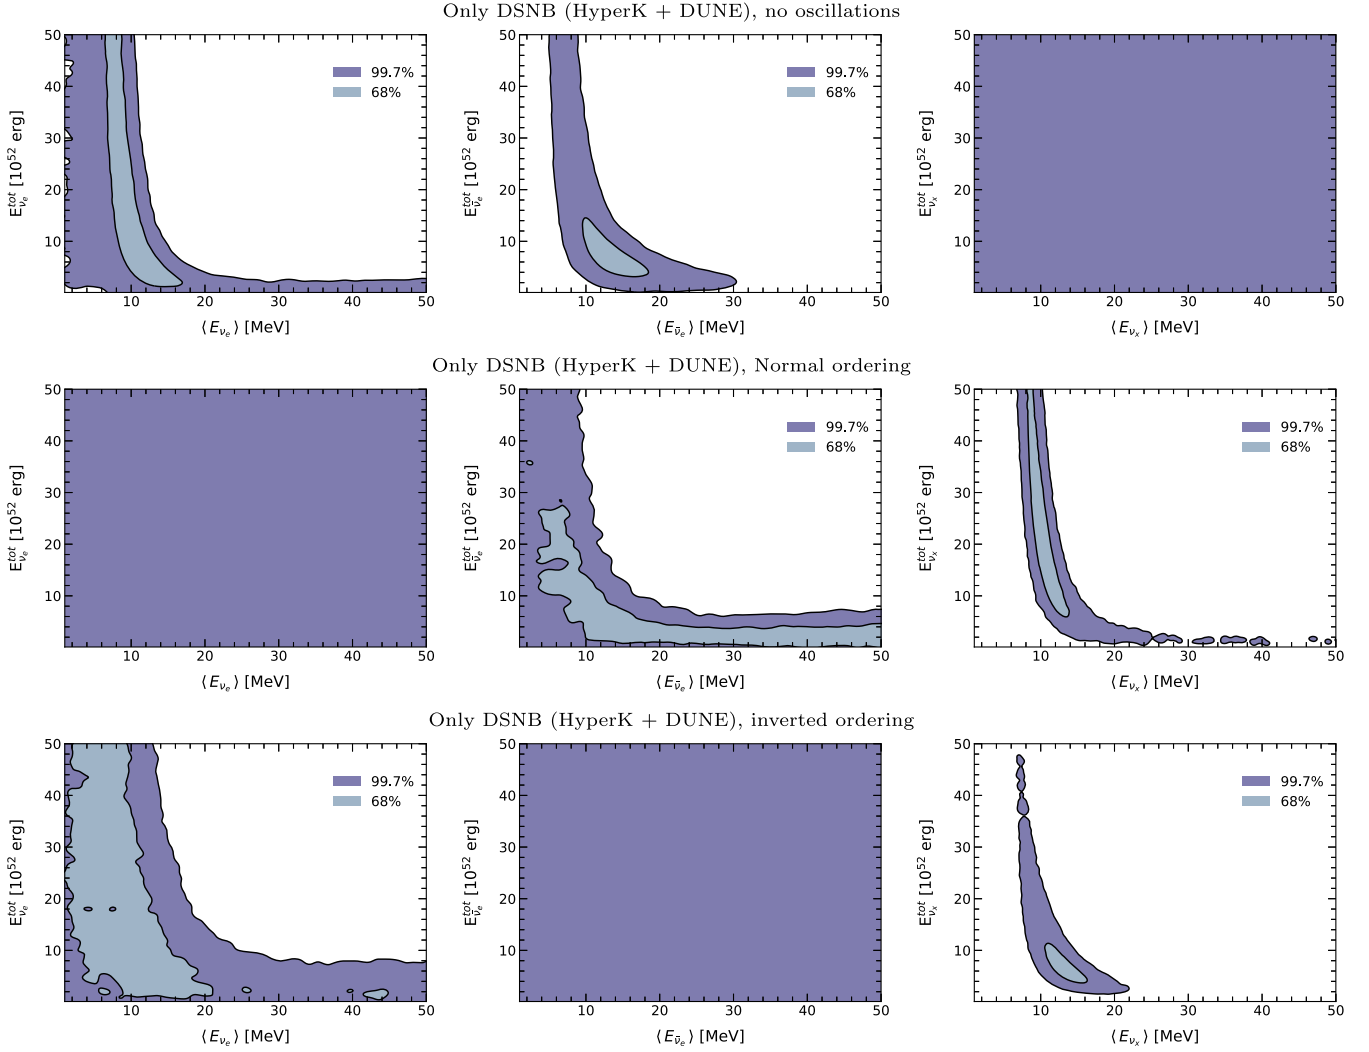 Only DSNB (HyperK + DUNE), no oscillations
50
40
30
20
10
E^{tot}_{ν_e} [10^{52} erg]
99.7%
68%
10 20 30 40 50
⟨ E_{ν_e} ⟩ [MeV]
50
40
30
20
10
E^{tot}_{ν̄_e} [10^{52} erg]
99.7%
68%
10 20 30 40 50
⟨ E_{ν̄_e} ⟩ [MeV]
50
40
30
20
10
E^{tot}_{ν_x} [10^{52} erg]
10 20 30 40 50
⟨ E_{ν_x} ⟩ [MeV]
Only DSNB (HyperK + DUNE), Normal ordering
50
40
30
20
10
E^{tot}_{ν_e} [10^{52} erg]
10 20 30 40 50
⟨ E_{ν_e} ⟩ [MeV]
50
40
30
20
10
E^{tot}_{ν̄_e} [10^{52} erg]
99.7%
68%
10 20 30 40 50
⟨ E_{ν̄_e} ⟩ [MeV]
50
40
30
20
10
E^{tot}_{ν_x} [10^{52} erg]
99.7%
68%
10 20 30 40 50
⟨ E_{ν_x} ⟩ [MeV]
Only DSNB (HyperK + DUNE), inverted ordering
50
40
30
20
10
E^{tot}_{ν_e} [10^{52} erg]
99.7%
68%
10 20 30 40 50
⟨ E_{ν_e} ⟩ [MeV]
50
40
30
20
10
E^{tot}_{ν̄_e} [10^{52} erg]
10 20 30 40 50
⟨ E_{ν̄_e} ⟩ [MeV]
50
40
30
20
10
E^{tot}_{ν_x} [10^{52} erg]
99.7%
68%
10 20 30 40 50
⟨ E_{ν_x} ⟩ [MeV]